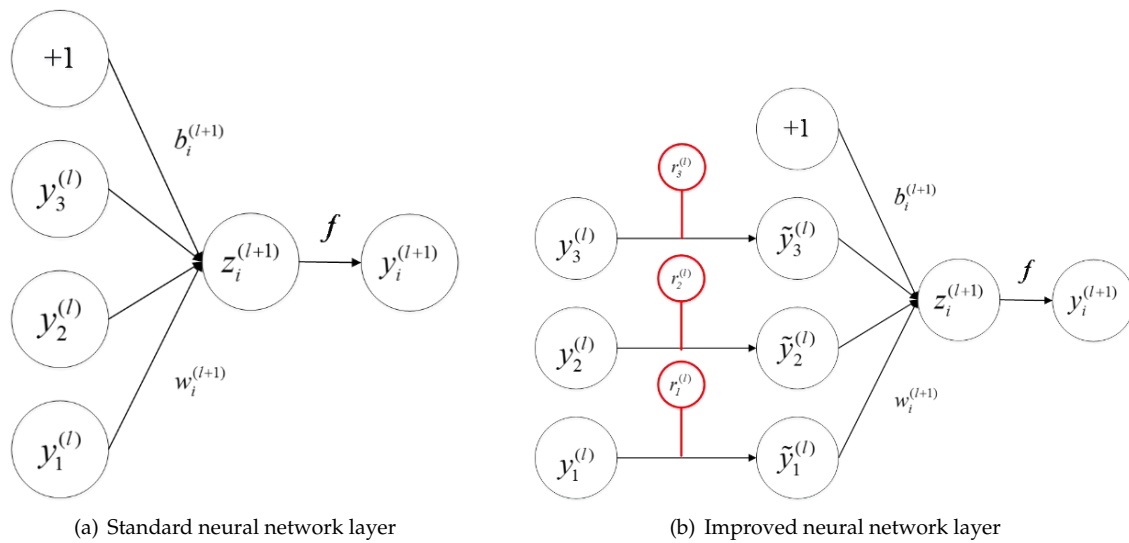 +1
b_i^{(l+1)}
y_3^{(l)}
f
z_i^{(l+1)}
y_i^{(l+1)}
y_2^{(l)}
w_i^{(l+1)}
y_1^{(l)}
(a) Standard neural network layer
+1
r_3^{(l)}
b_i^{(l+1)}
y_3^{(l)}
ỹ_3^{(l)}
r_2^{(l)}
f
z_i^{(l+1)}
y_i^{(l+1)}
y_2^{(l)}
ỹ_2^{(l)}
r_1^{(l)}
w_i^{(l+1)}
y_1^{(l)}
ỹ_1^{(l)}
(b) Improved neural network layer